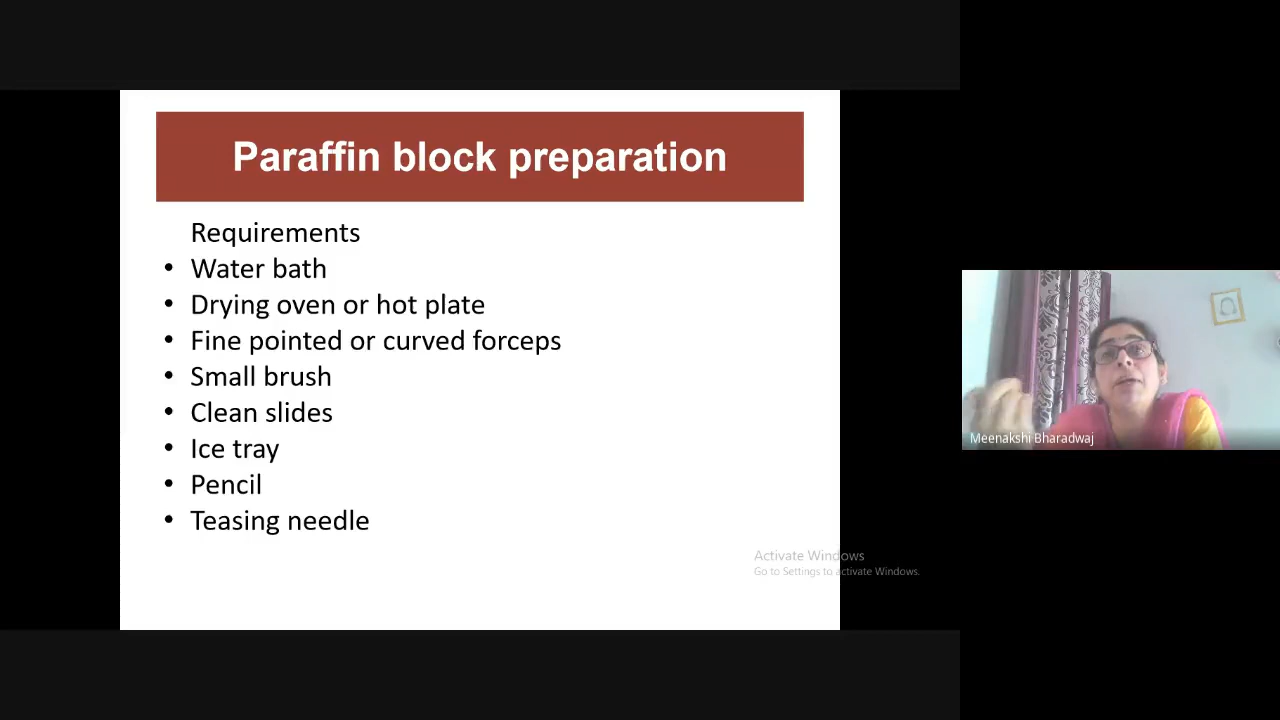 Paraffin block preparation
Requirements
• Water bath
• Drying oven or hot plate
• Fine pointed or curved forceps
• Small brush
• Clean slides
• Ice tray
• Pencil
• Teasing needle
Activate Windows
Go to Settings to activate Windows.
Meenakshi Bharadwaj